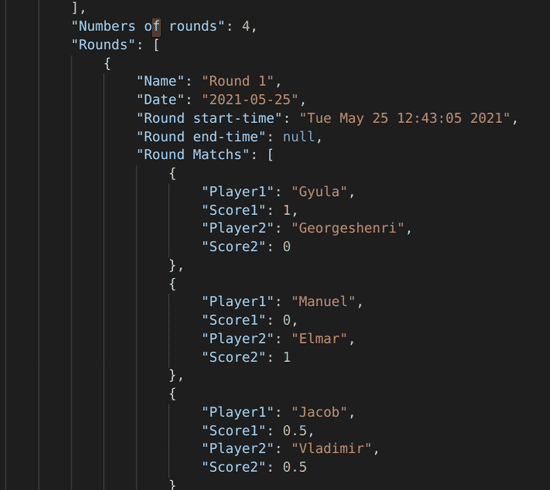 ],
"Numbers of rounds": 4,
"Rounds": [
{
"Name": "Round 1",
"Date": "2021-05-25",
"Round start-time": "Tue May 25 12:43:05 2021",
"Round end-time": null,
"Round Matchs": [
{
"Player1": "Gyula",
"Score1": 1,
"Player2": "Georgeshenri",
"Score2": 0
},
{
"Player1": "Manuel",
"Score1": 0,
"Player2": "Elmar",
"Score2": 1
},
{
"Player1": "Jacob",
"Score1": 0.5,
"Player2": "Vladimir",
"Score2": 0.5
}